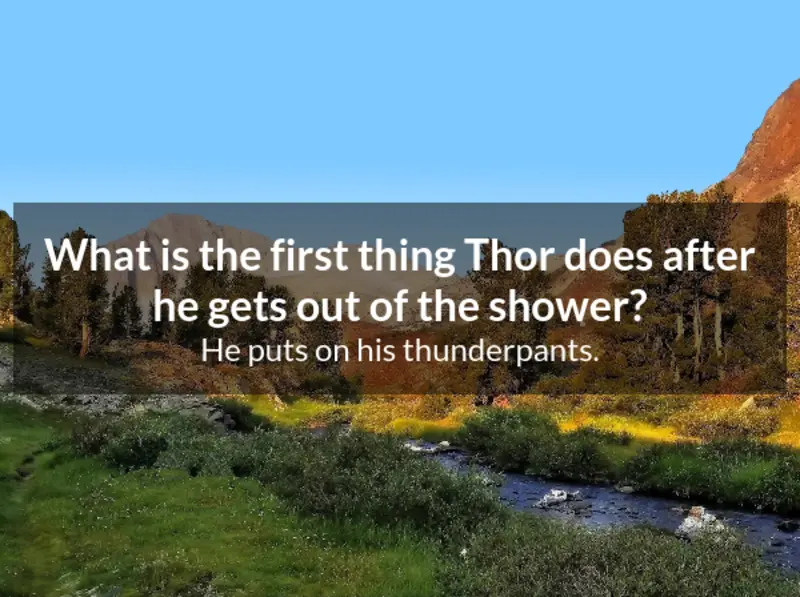 What is the first thing Thor does after
he gets out of the shower?
He puts on his thunderpants.